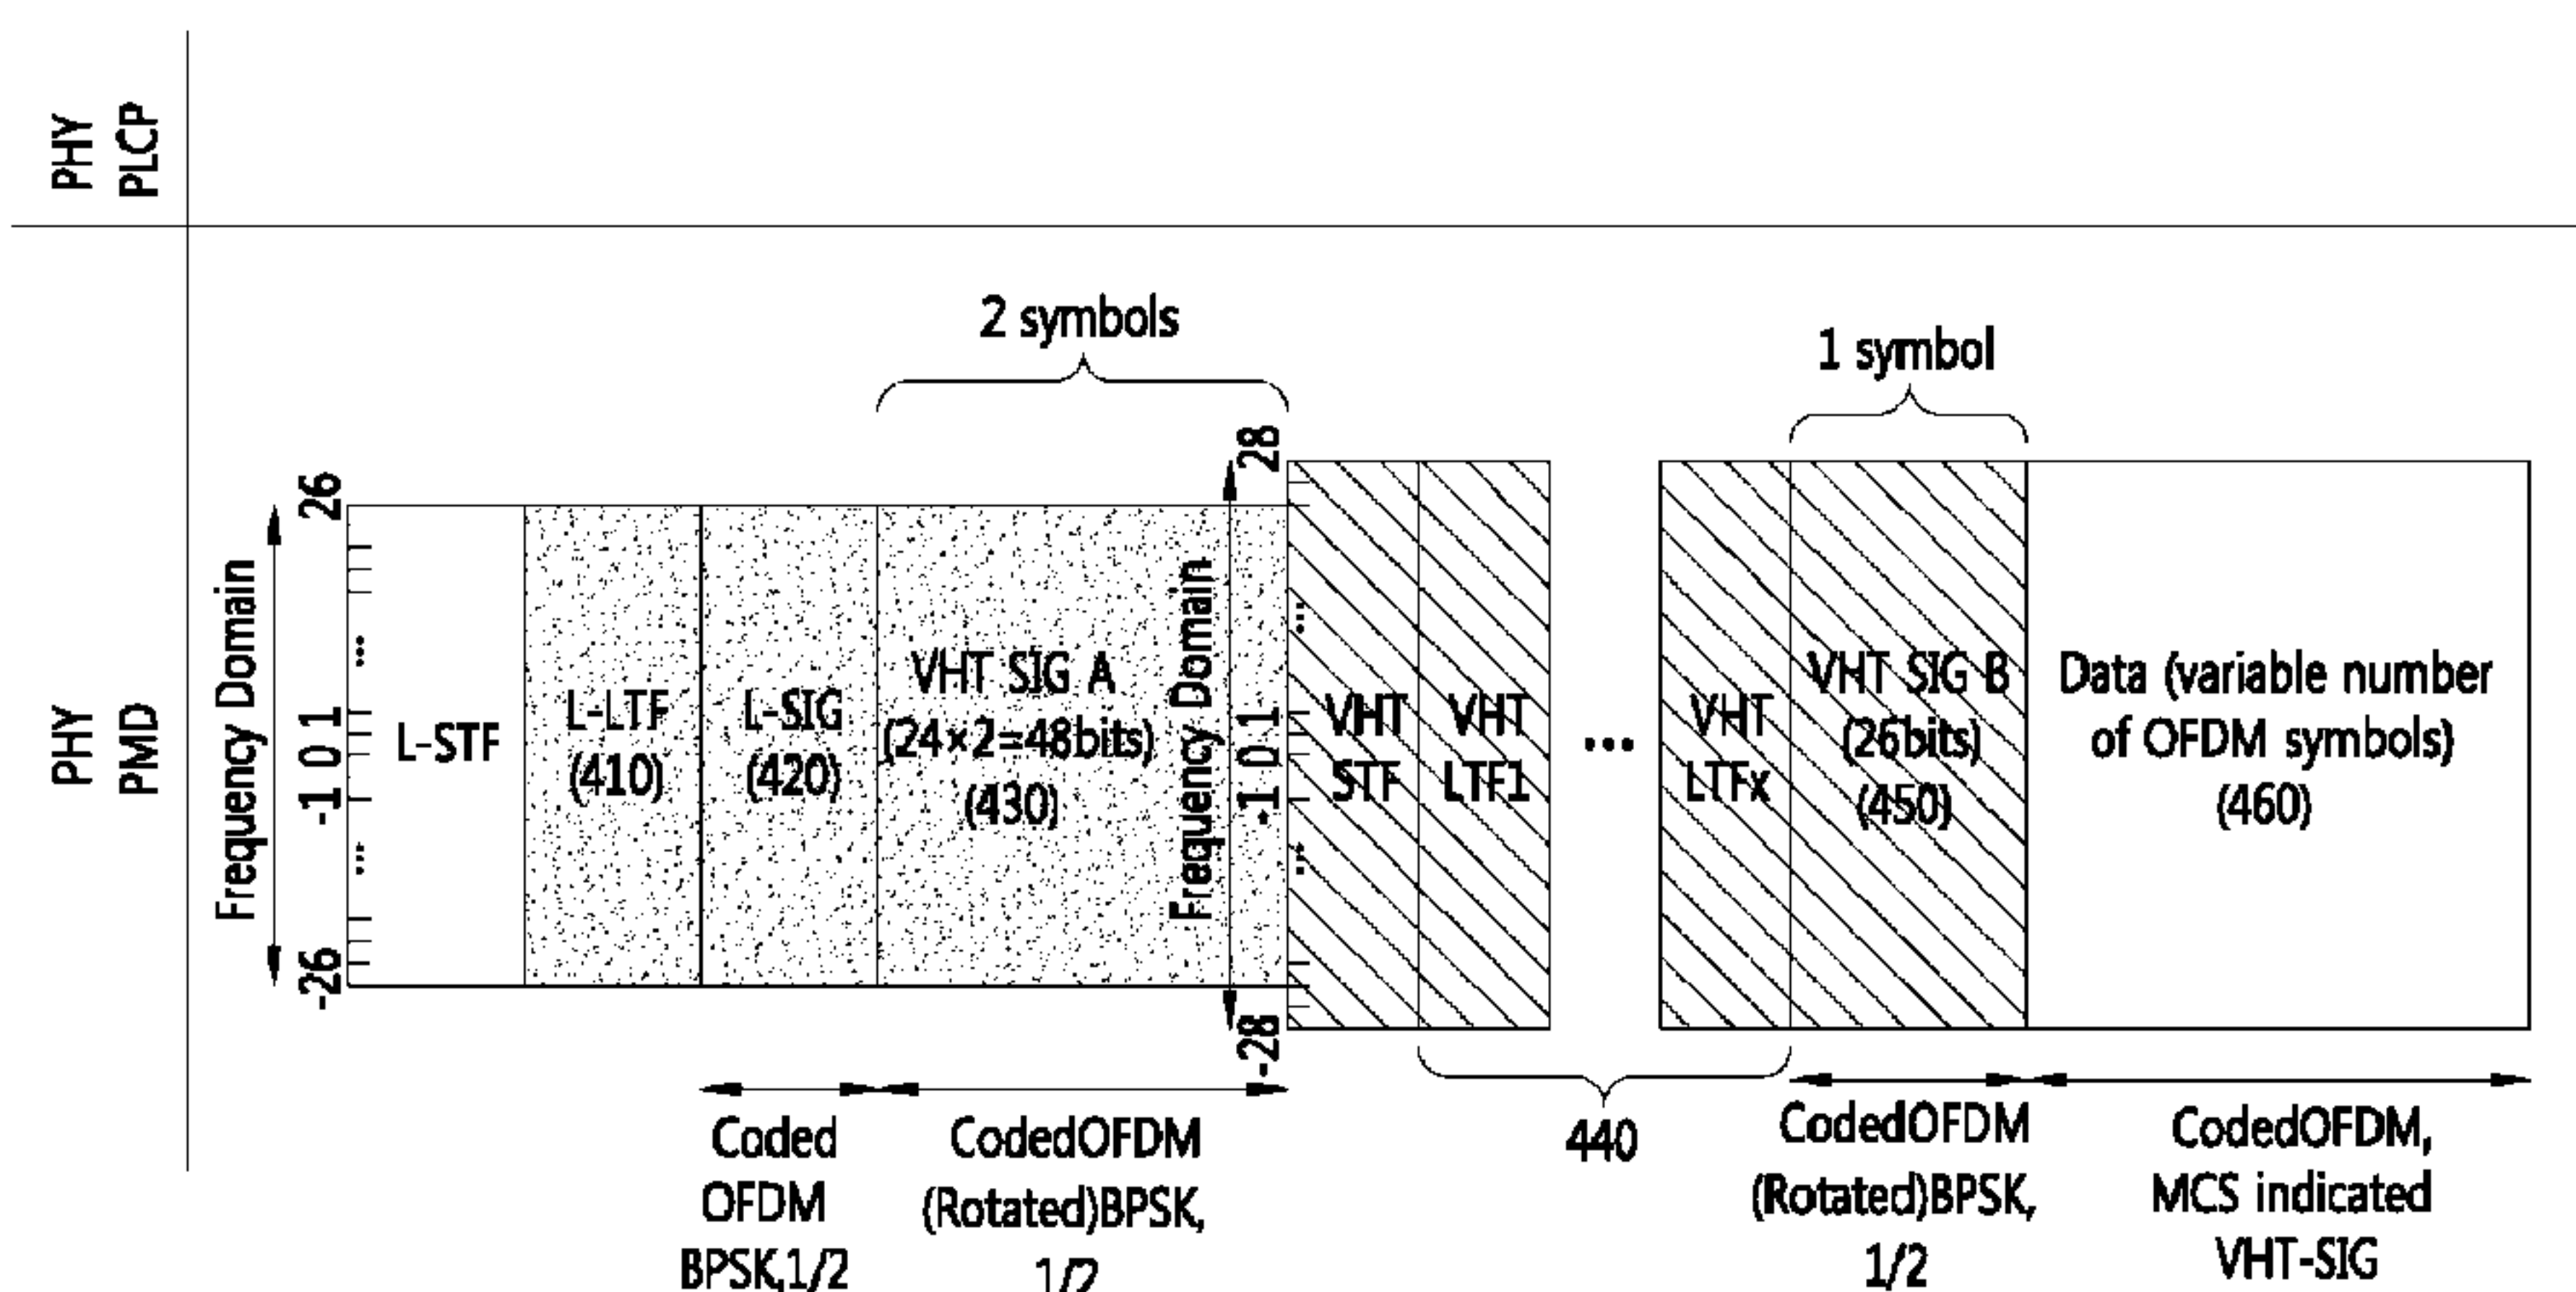 PHY
PLCP
2 symbols
1 symbol
PHY
PMD
Frequency Domain
26
...
1
0
-1
...
-26
L-STF
L-LTF
(410)
L-SIG
(420)
VHT SIG A
(24×2=48bits)
(430)
Frequency Domain
28
...
1
0
-1
...
-28
VHT
STF
VHT
LTF1
...
VHT
LTFx
VHT SIG B
(26bits)
(450)
Data (variable number
of OFDM symbols)
(460)
Coded
OFDM
BPSK,1/2
CodedOFDM
(Rotated)BPSK,
1/2
440
CodedOFDM
(Rotated)BPSK,
1/2
CodedOFDM,
MCS indicated
VHT-SIG